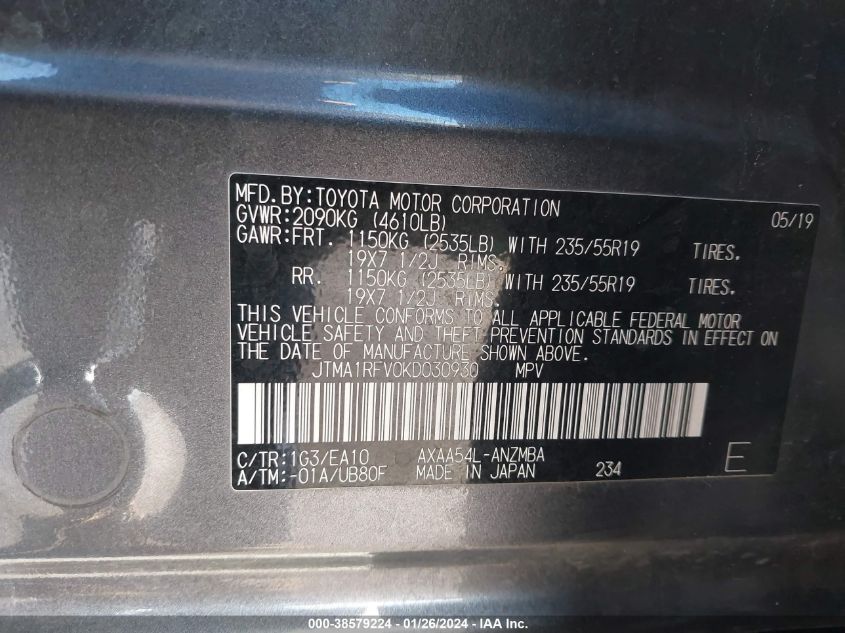 MFD.BY:TOYOTA MOTOR CORPORATION 05/19
GVWR:2090KG (4610LB)
GAWR:FRT. 1150KG (2535LB) WITH 235/55R19 TIRES.
19X7 1/2J RIMS.
RR. 1150KG (2535LB) WITH 235/55R19 TIRES.
19X7 1/2J RIMS.
THIS VEHICLE CONFORMS TO ALL APPLICABLE FEDERAL MOTOR
VEHICLE SAFETY AND THEFT PREVENTION STANDARDS IN EFFECT ON
THE DATE OF MANUFACTURE SHOWN ABOVE.
JTMA1RFV0KD030930 MPV
C/TR:1G3/EA10 AXAA54L-ANZMBA
A/TM:-01A/UB80F MADE IN JAPAN 234 E
000-38579224 - 01/26/2024 - © IAA Inc.